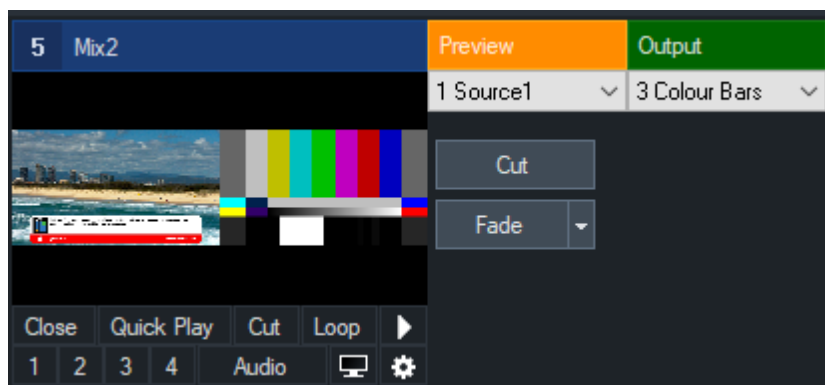 5 Mix2
Preview
Output
1 Source1
3 Colour Bars
Cut
Fade
Close Quick Play Cut Loop
1 2 3 4 Audio